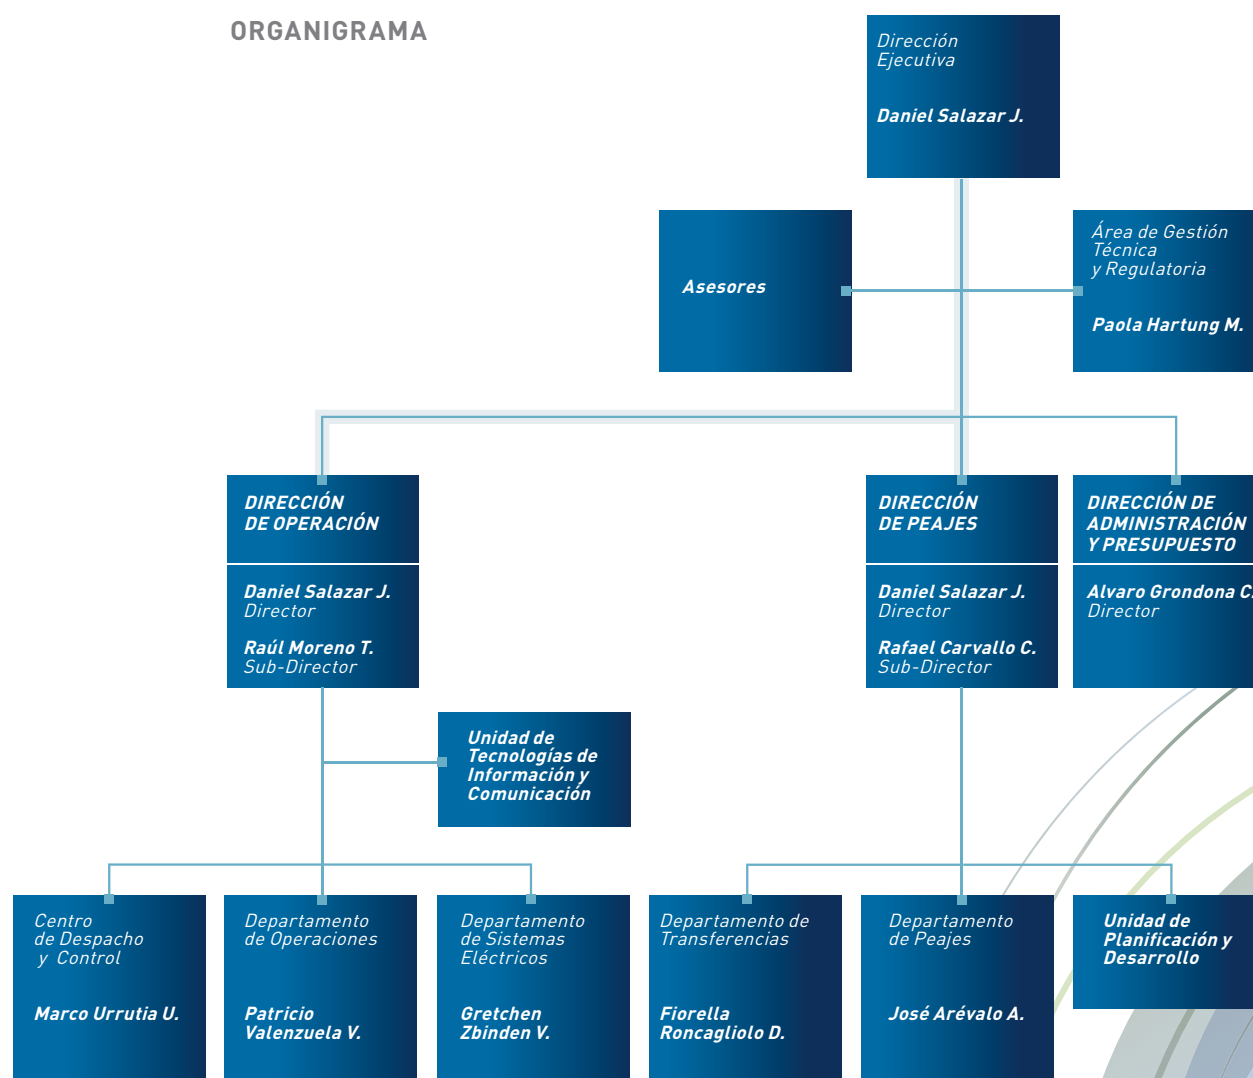 ORGANIGRAMA
Dirección
Ejecutiva
Daniel Salazar J.
Asesores
Área de Gestión
Técnica
y Regulatoria
Paola Hartung M.
DIRECCIÓN
DE OPERACIÓN
Daniel Salazar J.
Director
Raúl Moreno T.
Sub-Director
DIRECCIÓN
DE PEAJES
Daniel Salazar J.
Director
Rafael Carvallo C.
Sub-Director
DIRECCIÓN DE
ADMINISTRACIÓN
Y PRESUPUESTO
Alvaro Grondona C.
Director
Unidad de
Tecnologías de
Información y
Comunicación
Centro
de Despacho
y Control
Marco Urrutia U.
Departamento
de Operaciones
Patricio
Valenzuela V.
Departamento
de Sistemas
Eléctricos
Gretchen
Zbinden V.
Departamento de
Transferencias
Fiorella
Roncagliolo D.
Departamento
de Peajes
José Arévalo A.
Unidad de
Planificación y
Desarrollo